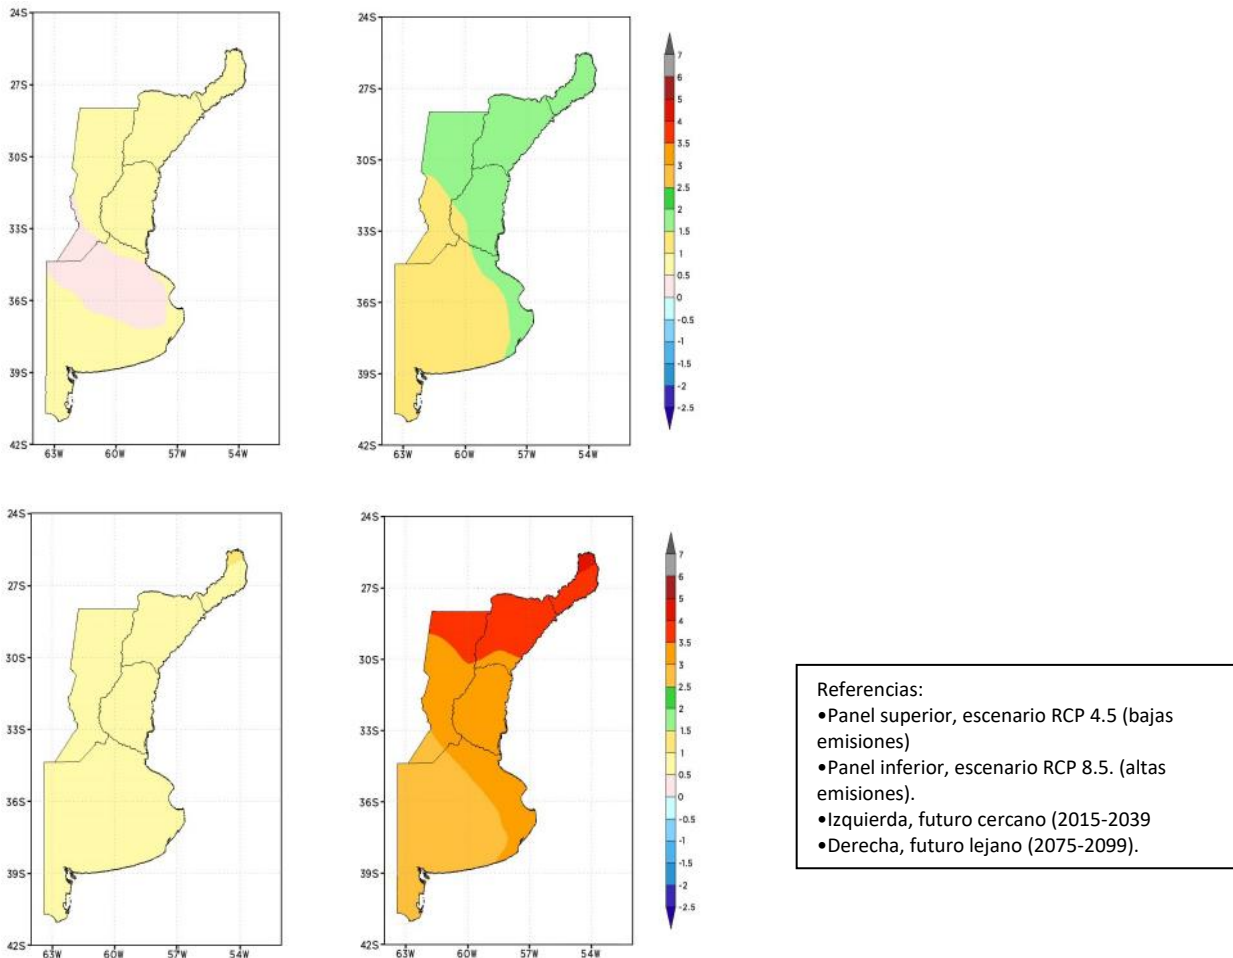 24S
27S
30S
33S
36S
39S
42S
63W 60W 57W 54W
24S
27S
30S
33S
36S
39S
42S
63W 60W 57W 54W
7
6
5
4
3.5
3
2.5
2
1.5
1
0.5
0
-0.5
-1
-1.5
-2
-2.5
24S
27S
30S
33S
36S
39S
42S
63W 60W 57W 54W
24S
27S
30S
33S
36S
39S
42S
63W 60W 57W 54W
7
6
5
4
3.5
3
2.5
2
1.5
1
0.5
0
-0.5
-1
-1.5
-2
-2.5
Referencias:
•Panel superior, escenario RCP 4.5 (bajas
emisiones)
•Panel inferior, escenario RCP 8.5. (altas
emisiones).
•Izquierda, futuro cercano (2015-2039
•Derecha, futuro lejano (2075-2099).